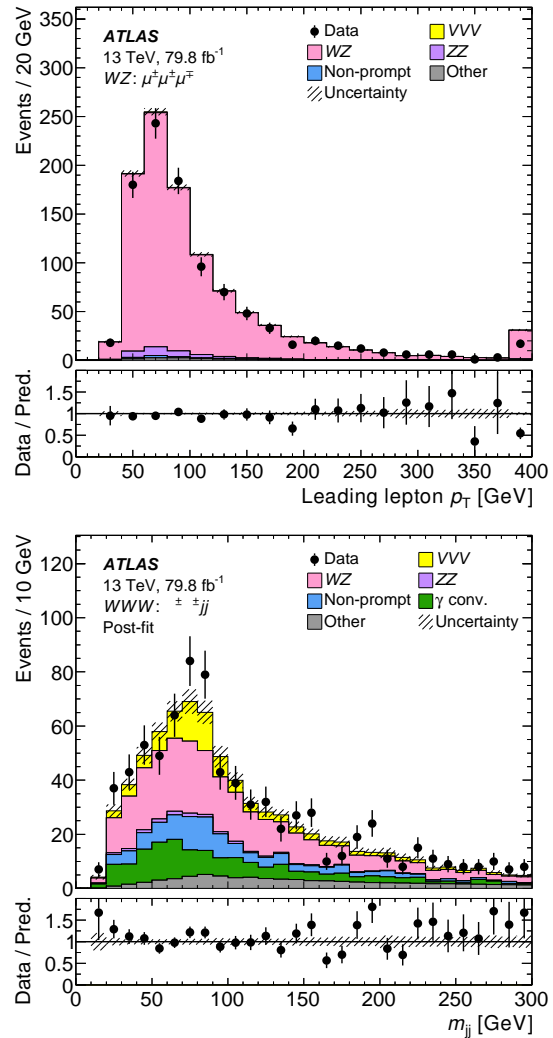 ATLAS
13 TeV, 79.8 fb⁻¹
WZ: μ±μ±μ∓
Data
VVV
WZ
ZZ
Non-prompt
Other
Uncertainty
Events / 20 GeV
350
300
250
200
150
100
50
0
Data / Pred.
1.5
1
0.5
0
0 50 100 150 200 250 300 350 400
Leading lepton pT [GeV]
ATLAS
13 TeV, 79.8 fb⁻¹
WWW: ± ±jj
Post-fit
Data
VVV
WZ
ZZ
Non-prompt
γ conv.
Other
Uncertainty
Events / 10 GeV
120
100
80
60
40
20
0
Data / Pred.
1.5
1
0.5
0
0 50 100 150 200 250 300
mjj [GeV]